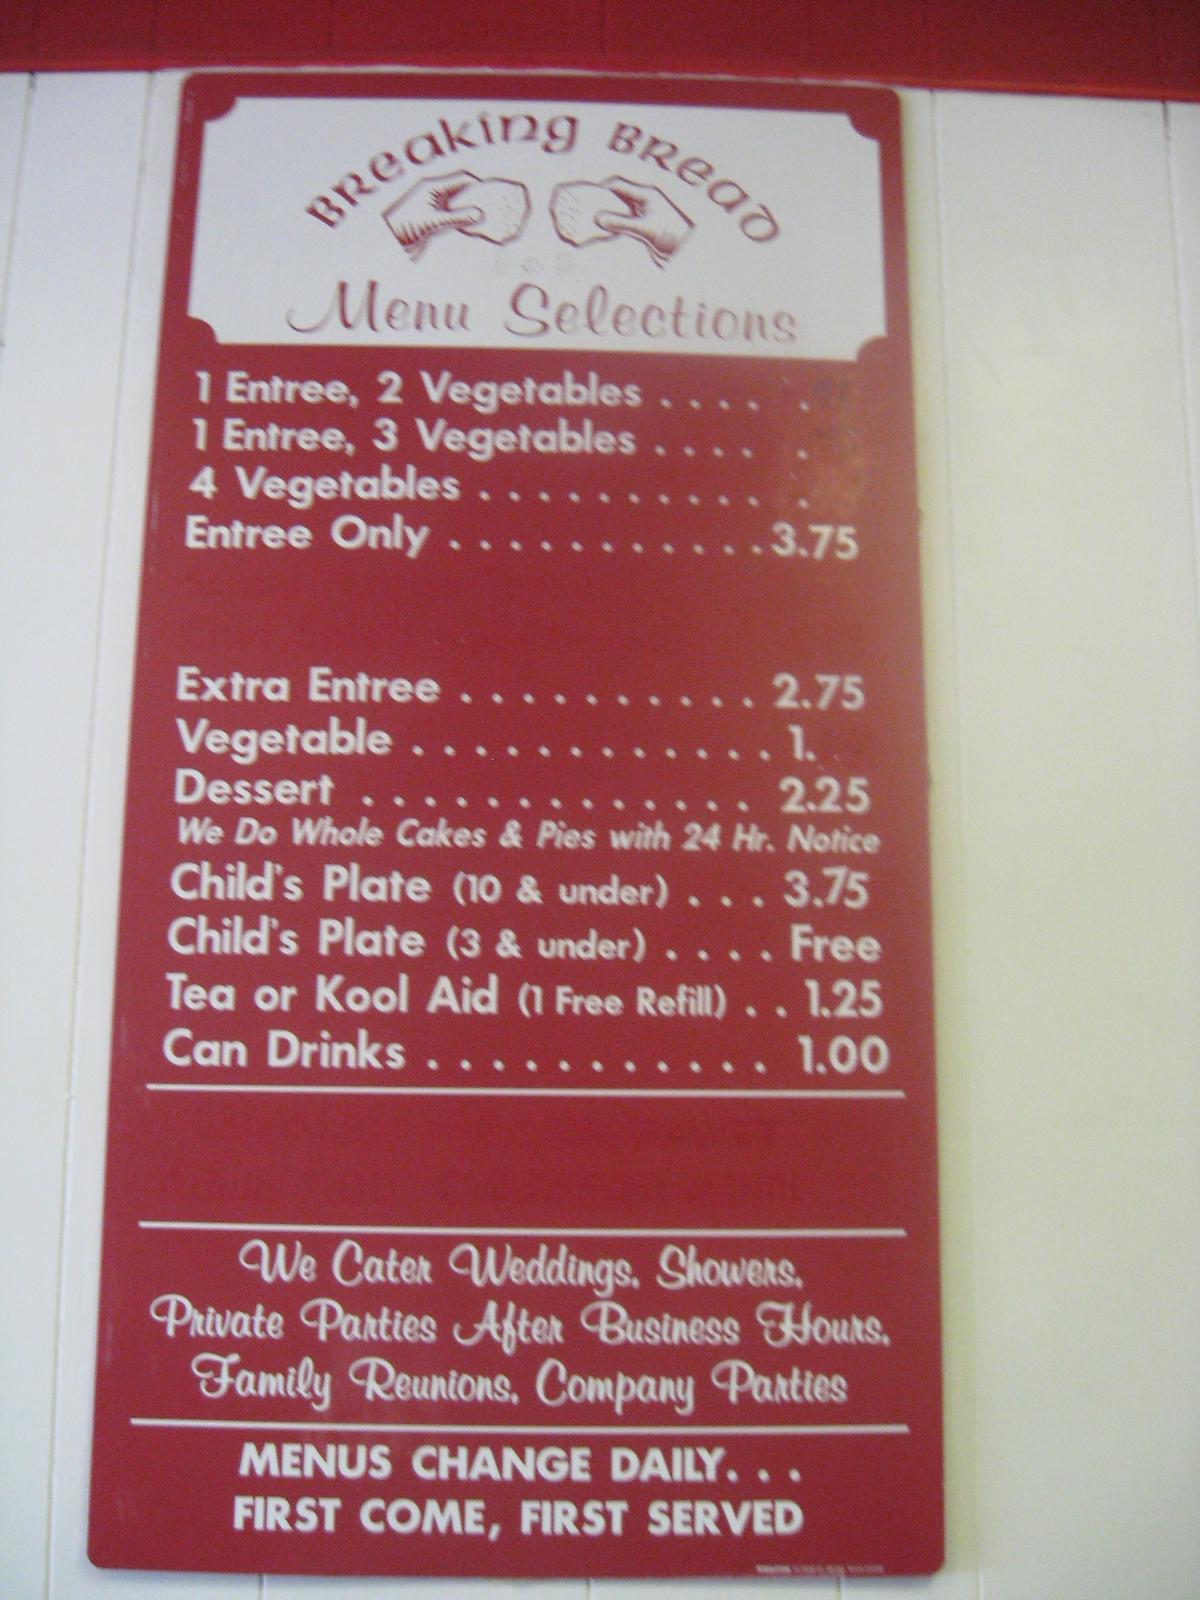 Breaking Bread
Menu Selections
1 Entree, 2 Vegetables . . . . .
1 Entree, 3 Vegetables . . . . .
4 Vegetables . . . . . . . . . . .
Entree Only . . . . . . . . . . . 3.75
Extra Entree . . . . . . . . . . 2.75
Vegetable . . . . . . . . . . . . 1.
Dessert . . . . . . . . . . . . . 2.25
We Do Whole Cakes & Pies with 24 Hr. Notice
Child's Plate (10 & under) . . . 3.75
Child's Plate (3 & under) . . . . Free
Tea or Kool Aid (1 Free Refill) . . 1.25
Can Drinks . . . . . . . . . . . 1.00
We Cater Weddings, Showers,
Private Parties After Business Hours,
Family Reunions, Company Parties
MENUS CHANGE DAILY. . .
FIRST COME, FIRST SERVED